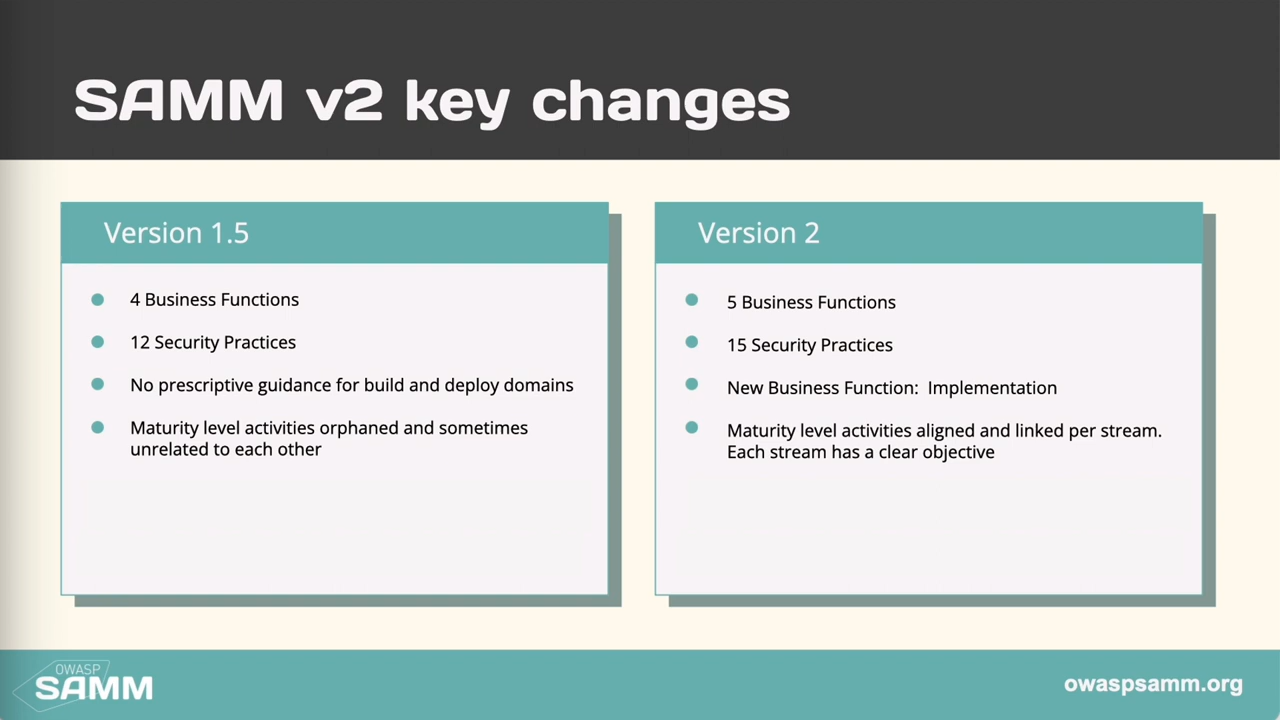 SAMM v2 key changes
Version 1.5
4 Business Functions
12 Security Practices
No prescriptive guidance for build and deploy domains
Maturity level activities orphaned and sometimes
unrelated to each other
Version 2
5 Business Functions
15 Security Practices
New Business Function: Implementation
Maturity level activities aligned and linked per stream.
Each stream has a clear objective
OWASP
SAMM
owaspsamm.org